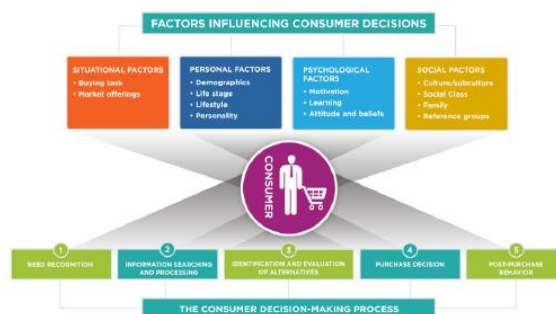 FACTORS INFLUENCING CONSUMER DECISIONS
SITUATIONAL FACTORS
• Buying task
• Market offerings
PERSONAL FACTORS
• Demographics
• Life stage
• Lifestyle
• Personality
PSYCHOLOGICAL
FACTORS
• Motivation
• Learning
• Attitude and beliefs
SOCIAL FACTORS
• Culture/subculture
• Social Class
• Family
• Reference groups
CONSUMER
1
NEED RECOGNITION
2
INFORMATION SEARCHING
AND PROCESSING
3
IDENTIFICATION AND EVALUATION
OF ALTERNATIVES
4
PURCHASE DECISION
5
POST-PURCHASE
BEHAVIOR
THE CONSUMER DECISION-MAKING PROCESS